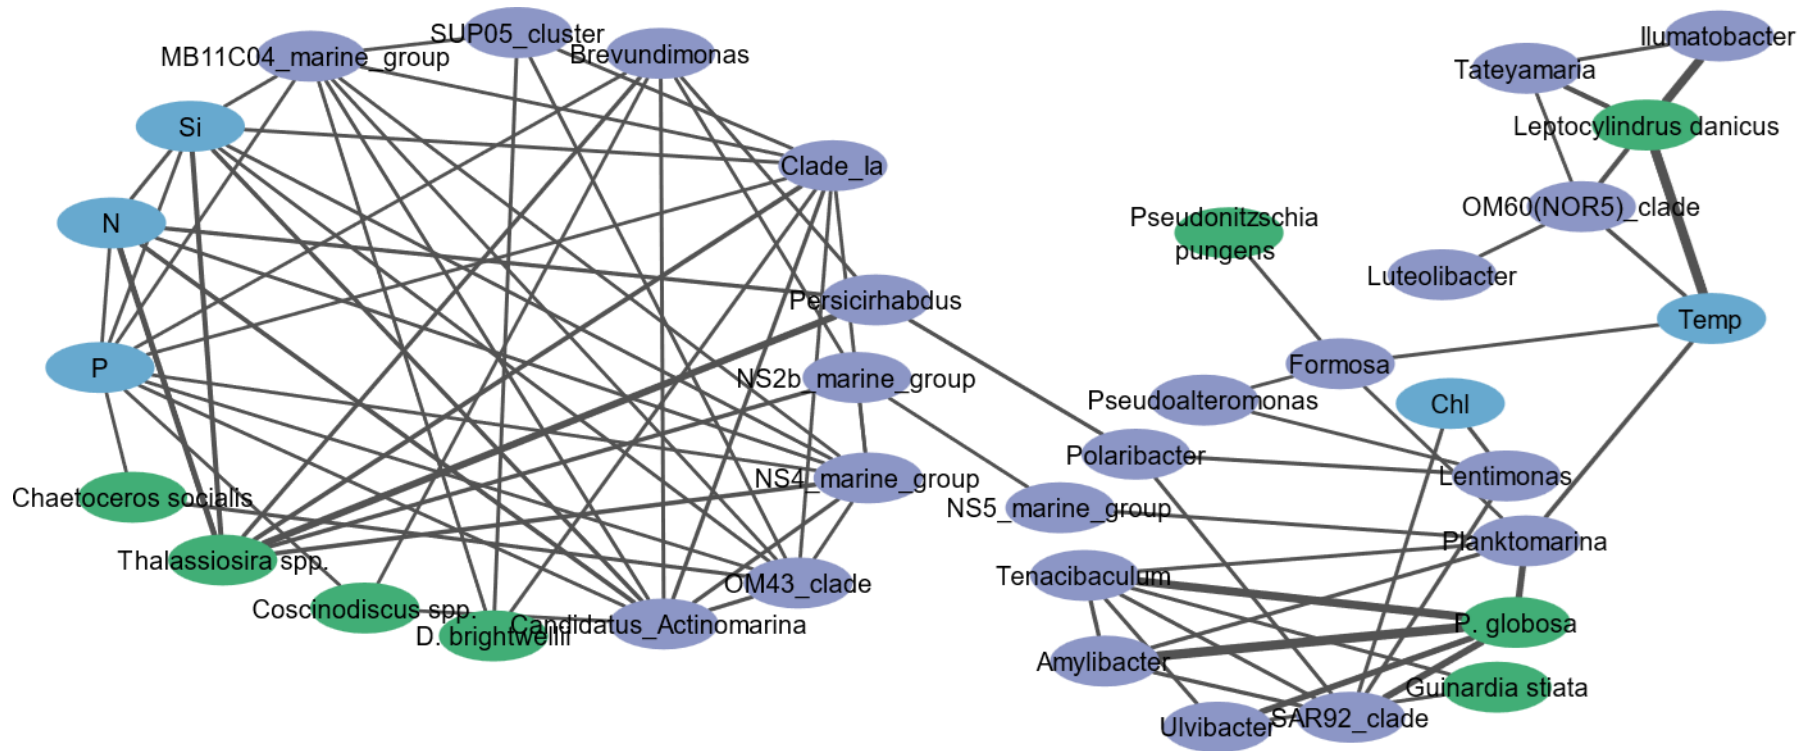 SUP05_cluster
Ilumatobacter
MB11C04_marine_group
Brevundimonas
Tateyamaria
Si
Leptocylindrus danicus
Clade_Ia
OM60(NOR5)_clade
N
Pseudonitzschia
pungens
Luteolibacter
Persicirhabdus
Temp
P
Formosa
NS2b_marine_group
Pseudoalteromonas
Chl
Polaribacter
Lentimonas
NS4_marine_group
Chaetoceros socialis
NS5_marine_group
Planktomarina
Thalassiosira spp.
Tenacibaculum
OM43_clade
Coscinodiscus spp.
Candidatus_Actinomarina
P. globosa
D. brightwellii
Amylibacter
Guinardia stiata
SAR92_clade
Ulvibacter